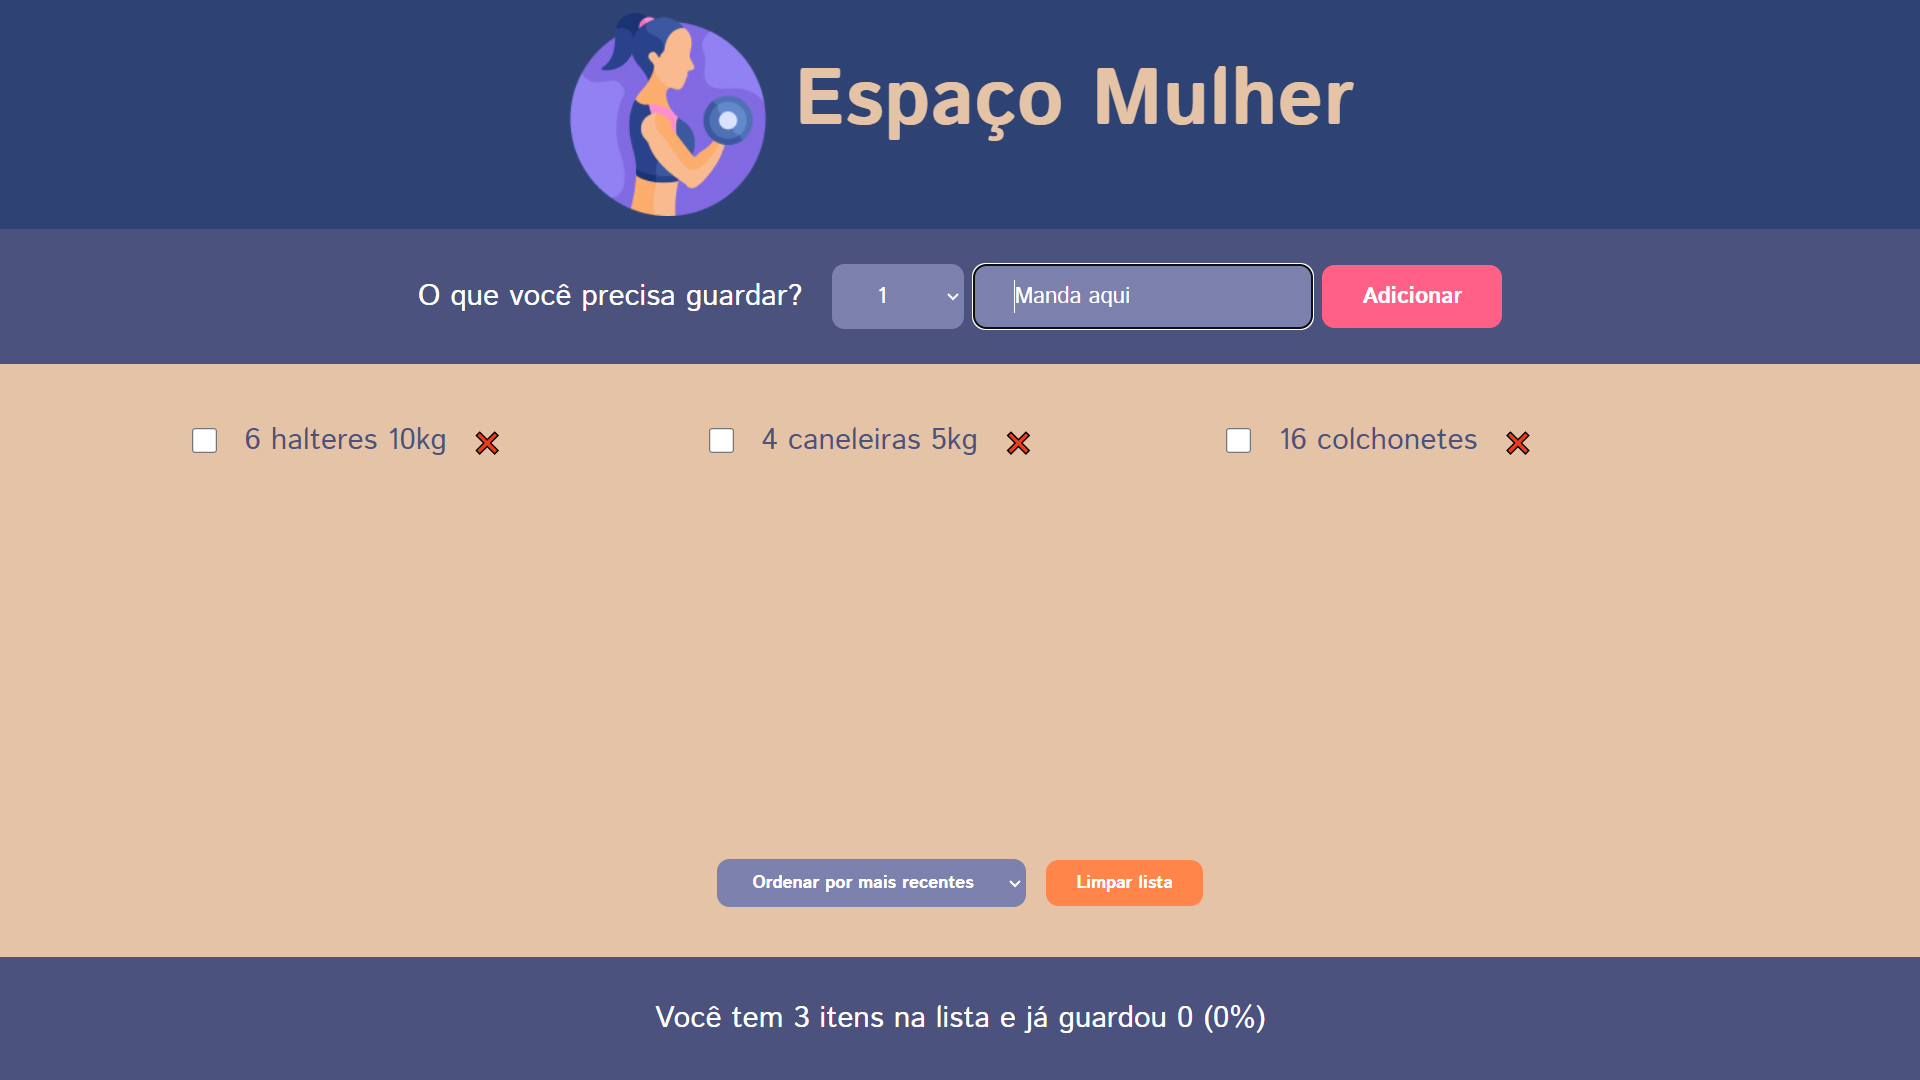 Espaço Mulher
O que você precisa guardar? 1 Manda aqui Adicionar
6 halteres 10kg 4 caneleiras 5kg 16 colchonetes
Ordenar por mais recentes Limpar lista
Você tem 3 itens na lista e já guardou 0 (0%)